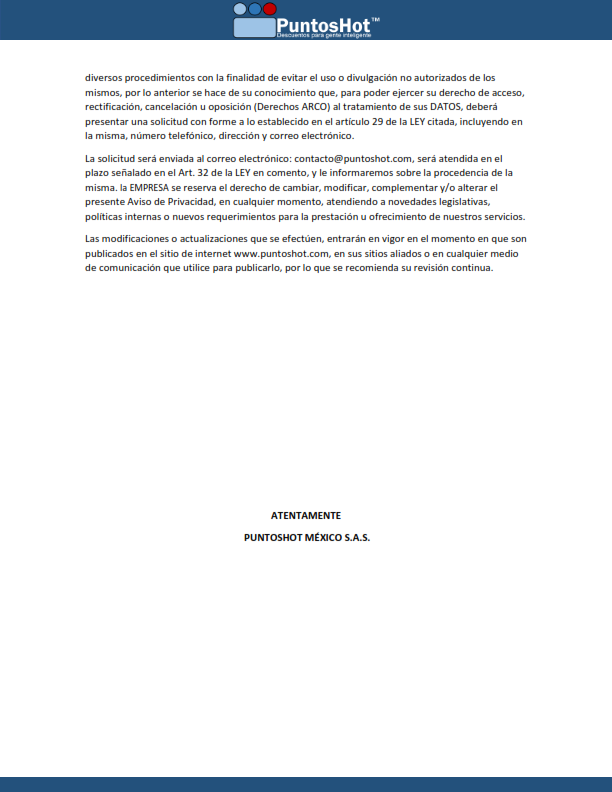 PuntosHot™
Descuentos para gente inteligente
diversos procedimientos con la finalidad de evitar el uso o divulgación no autorizados de los
mismos, por lo anterior se hace de su conocimiento que, para poder ejercer su derecho de acceso,
rectificación, cancelación u oposición (Derechos ARCO) al tratamiento de sus DATOS, deberá
presentar una solicitud con forme a lo establecido en el artículo 29 de la LEY citada, incluyendo en
la misma, número telefónico, dirección y correo electrónico.
La solicitud será enviada al correo electrónico: contacto@puntoshot.com, será atendida en el
plazo señalado en el Art. 32 de la LEY en comento, y le informaremos sobre la procedencia de la
misma. la EMPRESA se reserva el derecho de cambiar, modificar, complementar y/o alterar el
presente Aviso de Privacidad, en cualquier momento, atendiendo a novedades legislativas,
políticas internas o nuevos requerimientos para la prestación u ofrecimiento de nuestros servicios.
Las modificaciones o actualizaciones que se efectúen, entrarán en vigor en el momento en que son
publicados en el sitio de internet www.puntoshot.com, en sus sitios aliados o en cualquier medio
de comunicación que utilice para publicarlo, por lo que se recomienda su revisión continua.
ATENTAMENTE
PUNTOSHOT MÉXICO S.A.S.